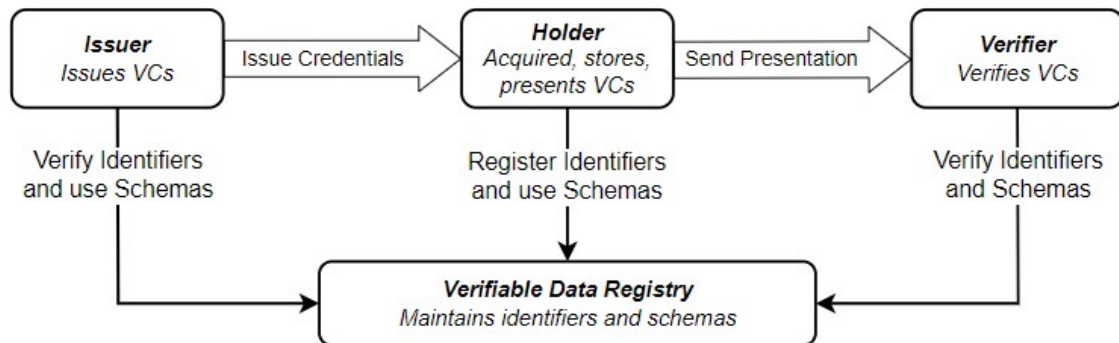 Issuer
Issues VCs
Issue Credentials
Holder
Acquired, stores,
presents VCs
Send Presentation
Verifier
Verifies VCs
Verify Identifiers
and use Schemas
Register Identifiers
and use Schemas
Verify Identifiers
and Schemas
Verifiable Data Registry
Maintains identifiers and schemas